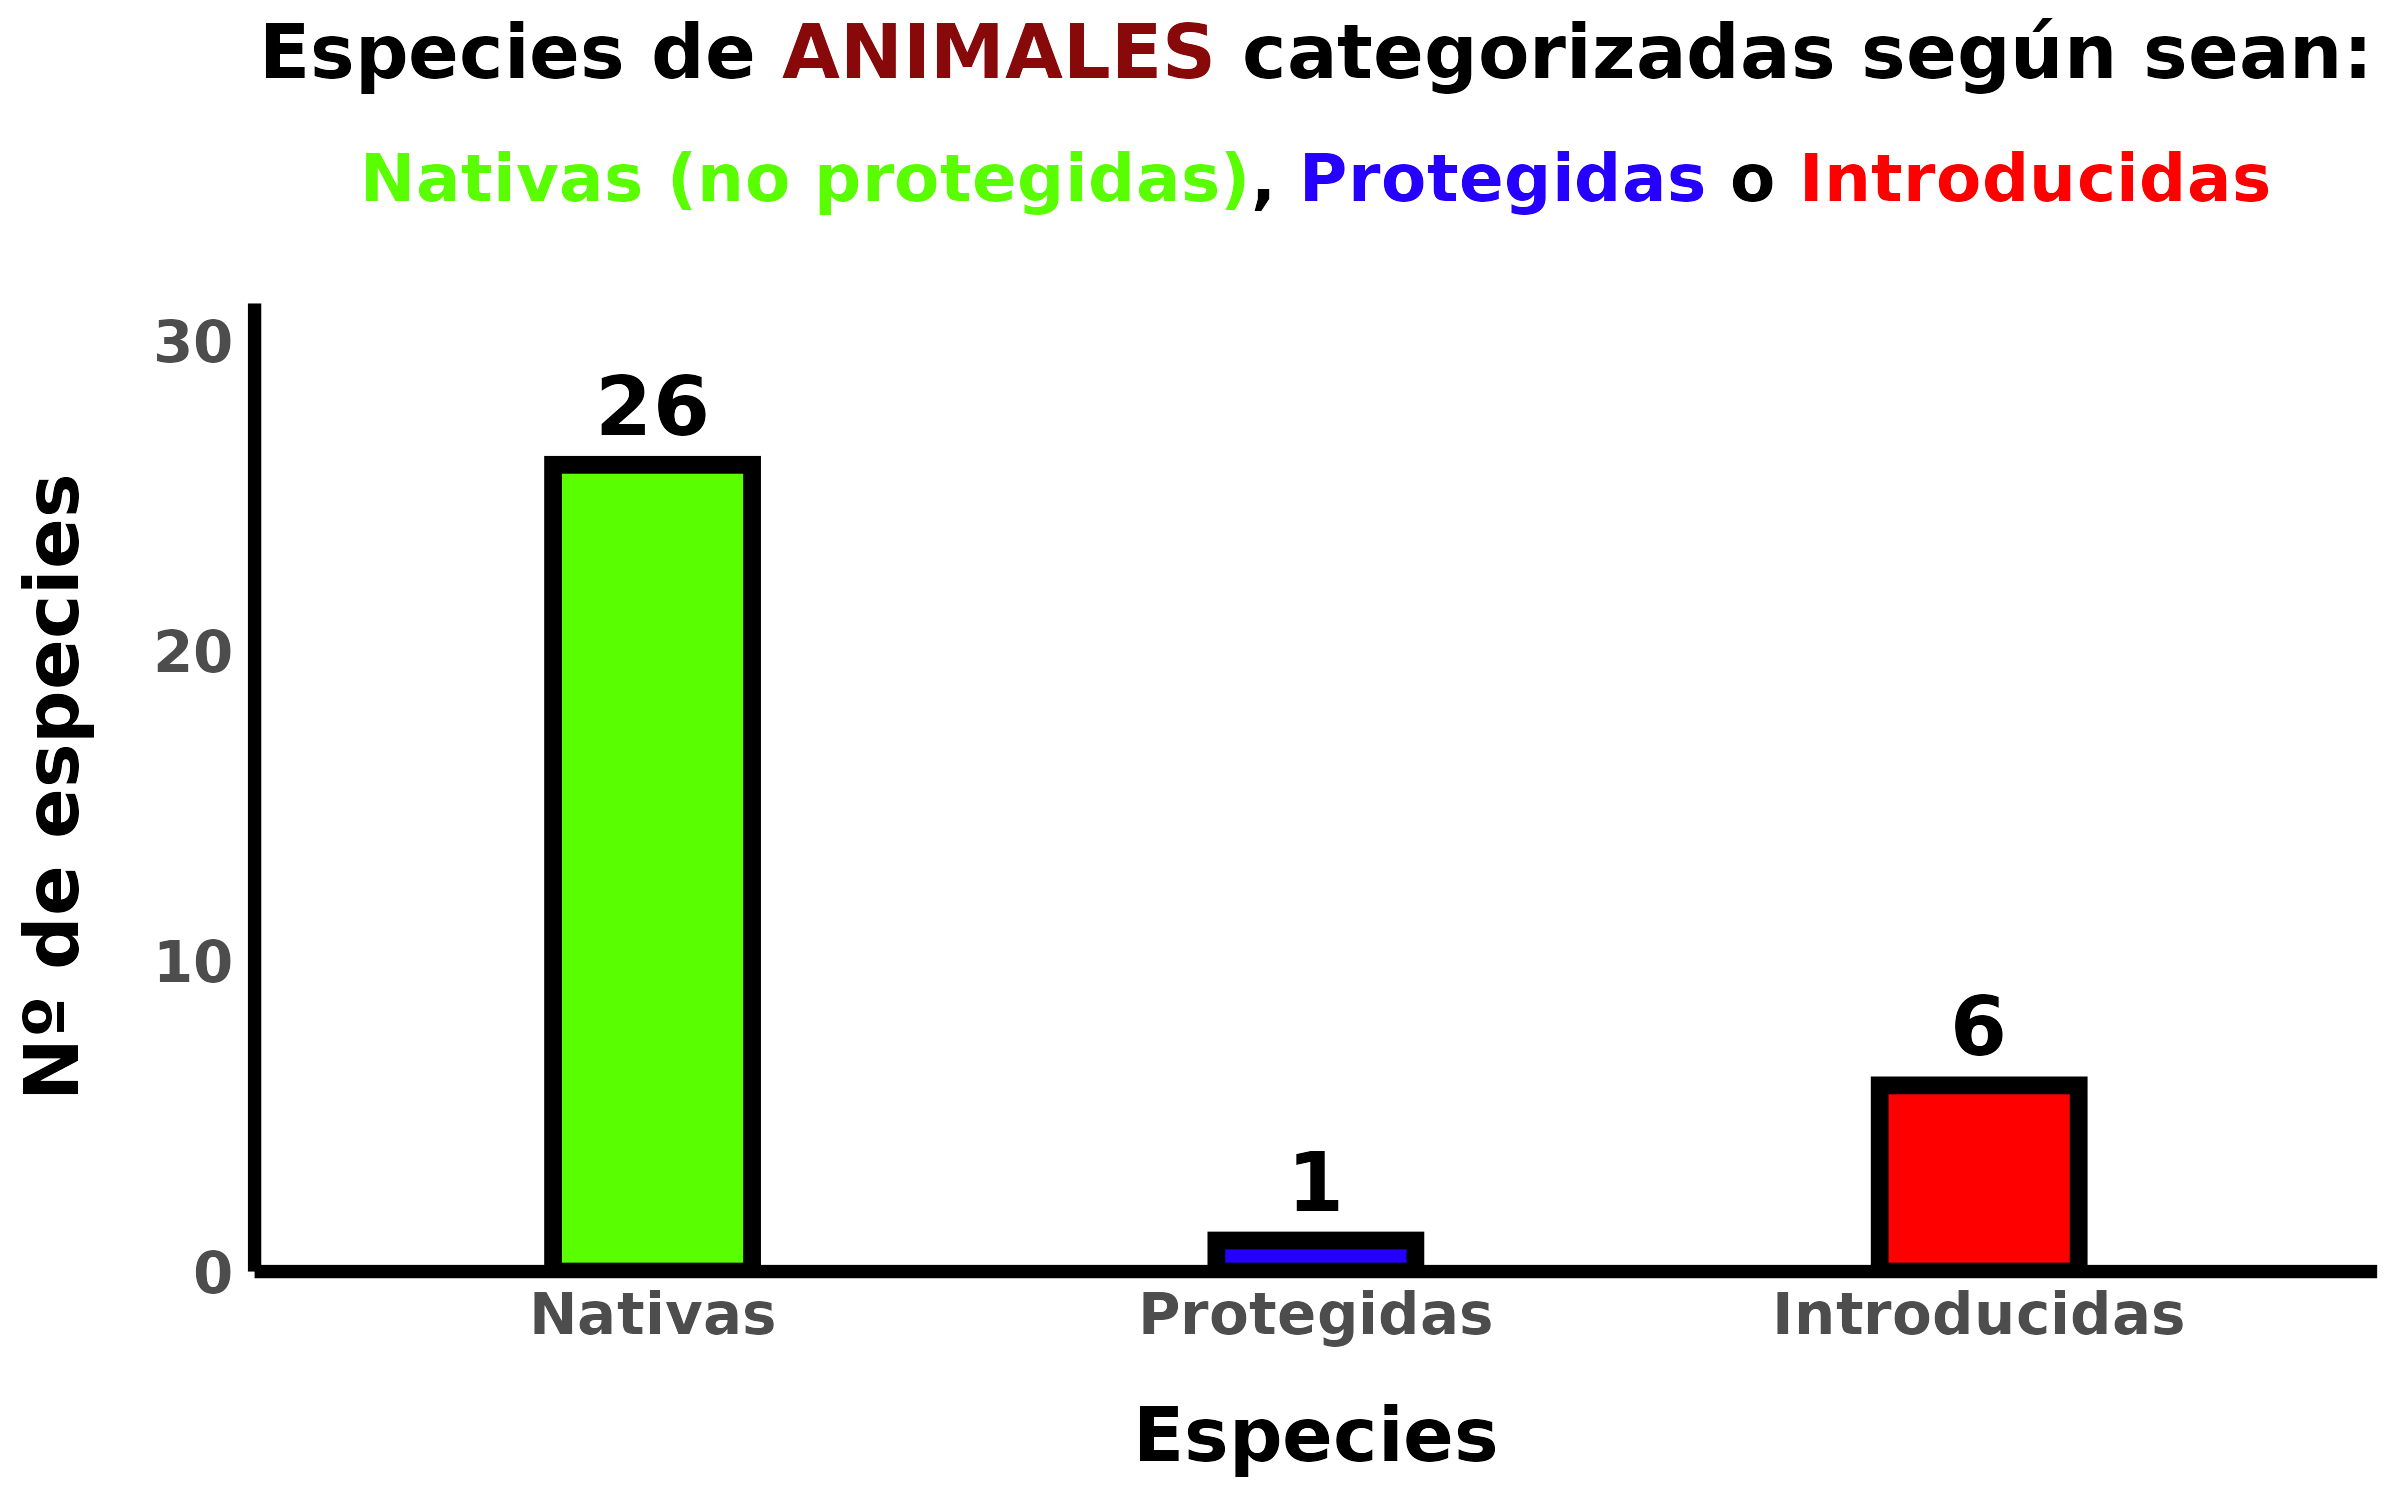 Especies de ANIMALES categorizadas según sean:
Nativas (no protegidas), Protegidas o Introducidas
Nº de especies
30
20
10
0
26
1
6
Nativas
Protegidas
Introducidas
Especies